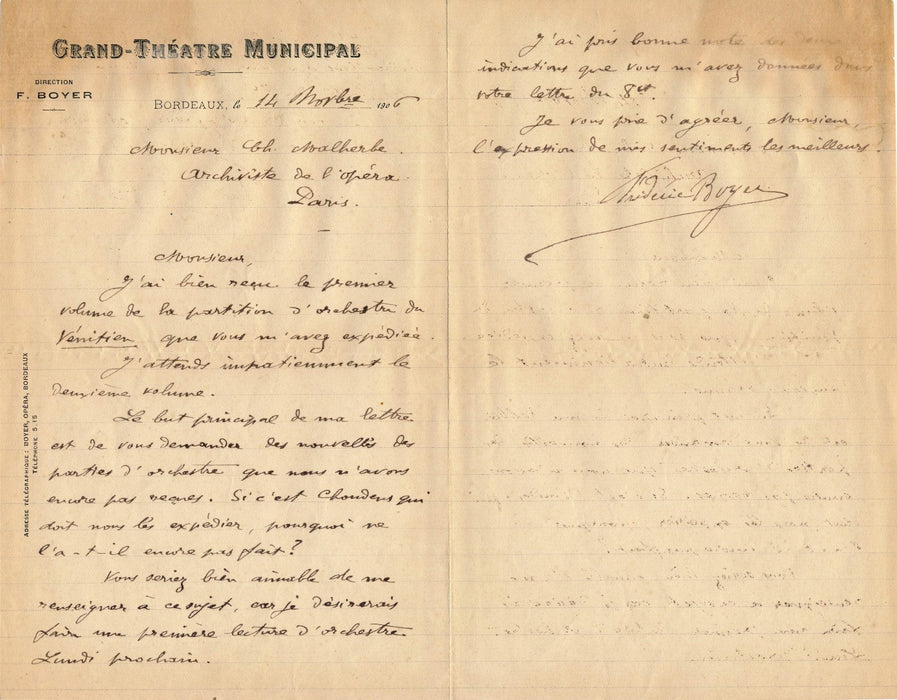 GRAND-THÉATRE MUNICIPAL
DIRECTION
F. BOYER
BORDEAUX, le 14 Novbre 1906
Monsieur Ch. Malherbe.
Archiviste de l'opéra.
Paris.
Monsieur,
J'ai bien reçu le premier
volume de la partition d'orchestre du
Vénitien, que vous m'avez expédiée.
J'attends impatiemment le
deuxième volume.
Le but principal de ma lettre
est de vous demander des nouvelles des
parties d'orchestre que nous n'avons
encore pas reçues. Si c'est Choudens qui
doit nous les expédier, pourquoi ne
l'a-t-il encore pas fait?
Vous seriez bien aimable de me
renseigner à ce sujet, car je désirerais
faire une première lecture d'orchestre
Lundi prochain.
ADRESSE TÉLÉGRAPHIQUE : BOYER, OPÉRA, BORDEAUX
TÉLÉPHONE 5.15
J'ai pris bonne note des deux
indications que vous m'avez données dans
votre lettre du 8ct.
Je vous prie d'agréer, Monsieur,
l'expression de mes sentiments les meilleurs.
Frédéric Boyer